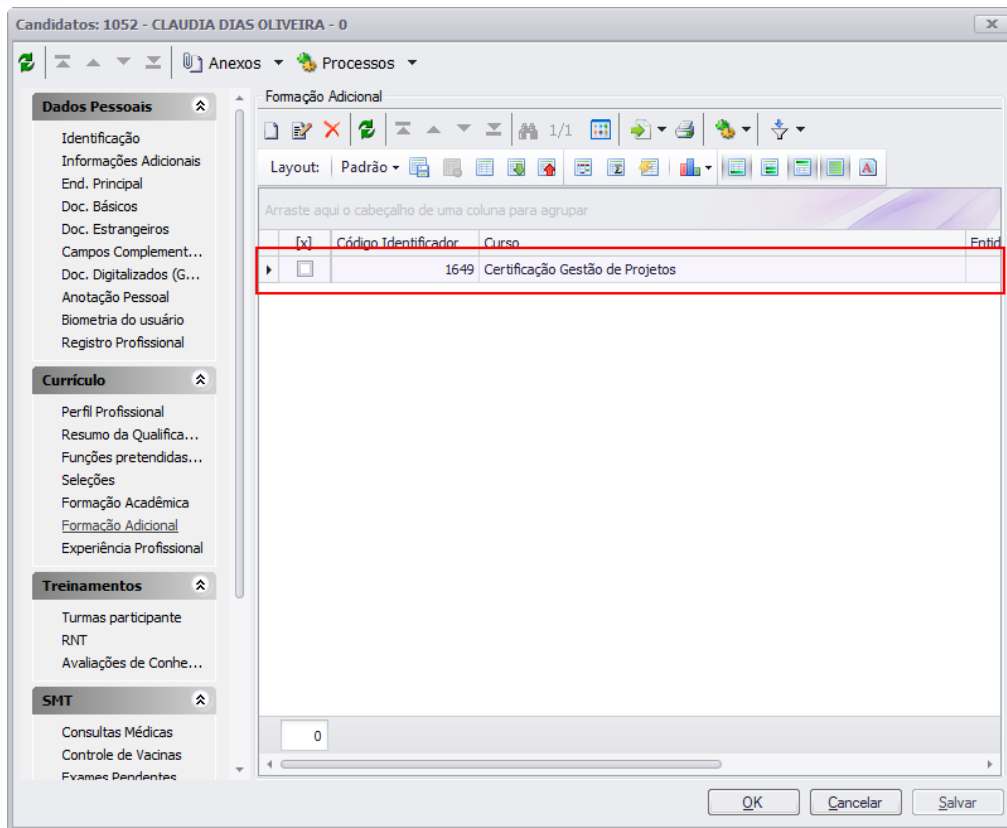 Candidatos: 1052 - CLAUDIA DIAS OLIVEIRA - 0
Anexos
Processos
Dados Pessoais
Identificação
Informações Adicionais
End. Principal
Doc. Básicos
Doc. Estrangeiros
Campos Complement...
Doc. Digitalizados (G...
Anotação Pessoal
Biometria do usuário
Registro Profissional
Currículo
Perfil Profissional
Resumo da Qualifica...
Funções pretendidas...
Seleções
Formação Acadêmica
Formação Adicional
Experiência Profissional
Treinamentos
Turmas participante
RNT
Avaliações de Conhe...
SMT
Consultas Médicas
Controle de Vacinas
Exames Pendentes
Formação Adicional
1/1
Layout: Padrão
Arraste aqui o cabeçalho de uma coluna para agrupar
[x] Código Identificador Curso Entid
1649 Certificação Gestão de Projetos
0
OK Cancelar Salvar